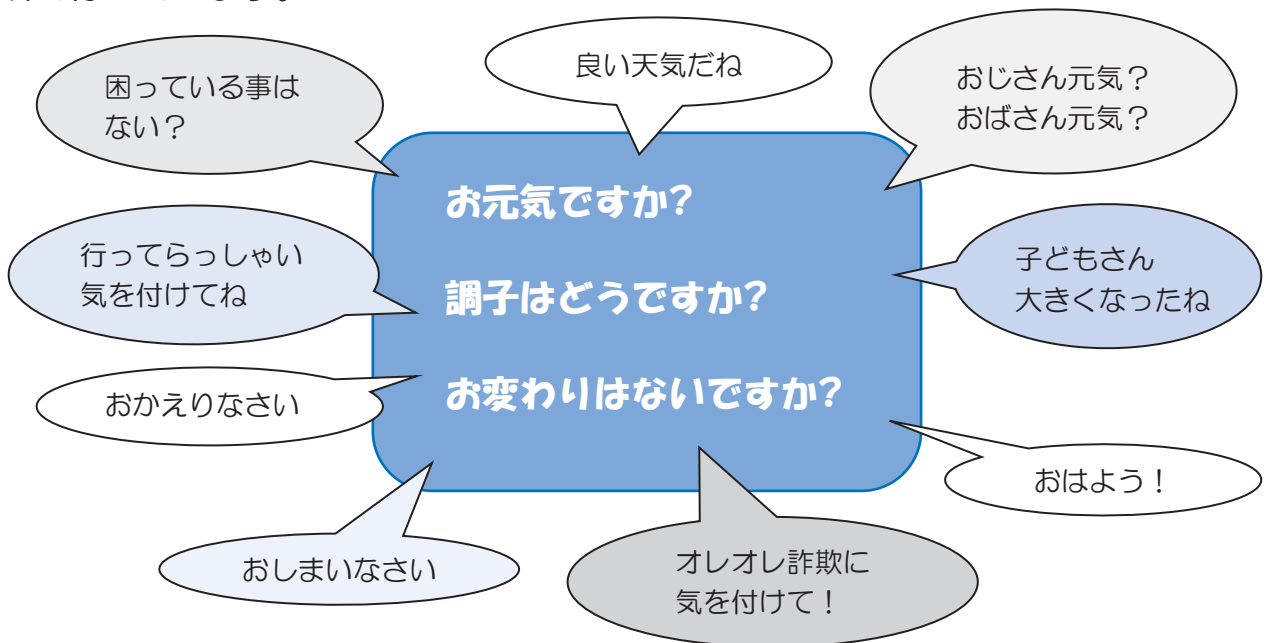 良い天気だね
困っている事は
ない?
おじさん元気?
おばさん元気?
お元気ですか?
行ってらっしゃい
気を付けてね
子どもさん
大きくなったね
調子はどうですか?
おかえりなさい
お変わりはないですか?
おはよう!
おしまいなさい
オレオレ詐欺に
気を付けて!